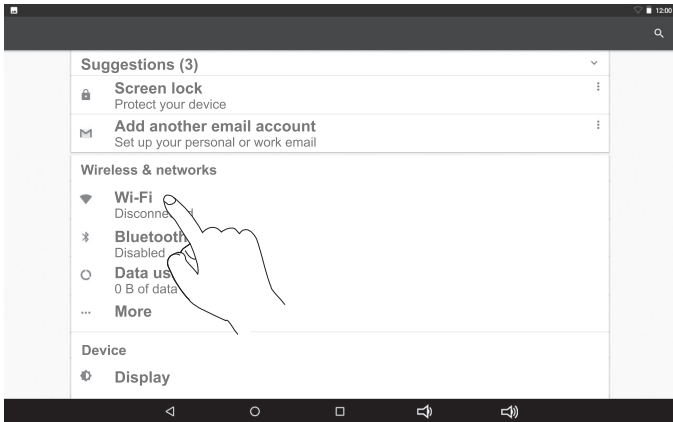 12:00
Suggestions (3)
Screen lock
Protect your device
Add another email account
Set up your personal or work email
Wireless & networks
Wi-Fi
Bluetooth
Disabled
Data
0 B of data
More
Device
Display